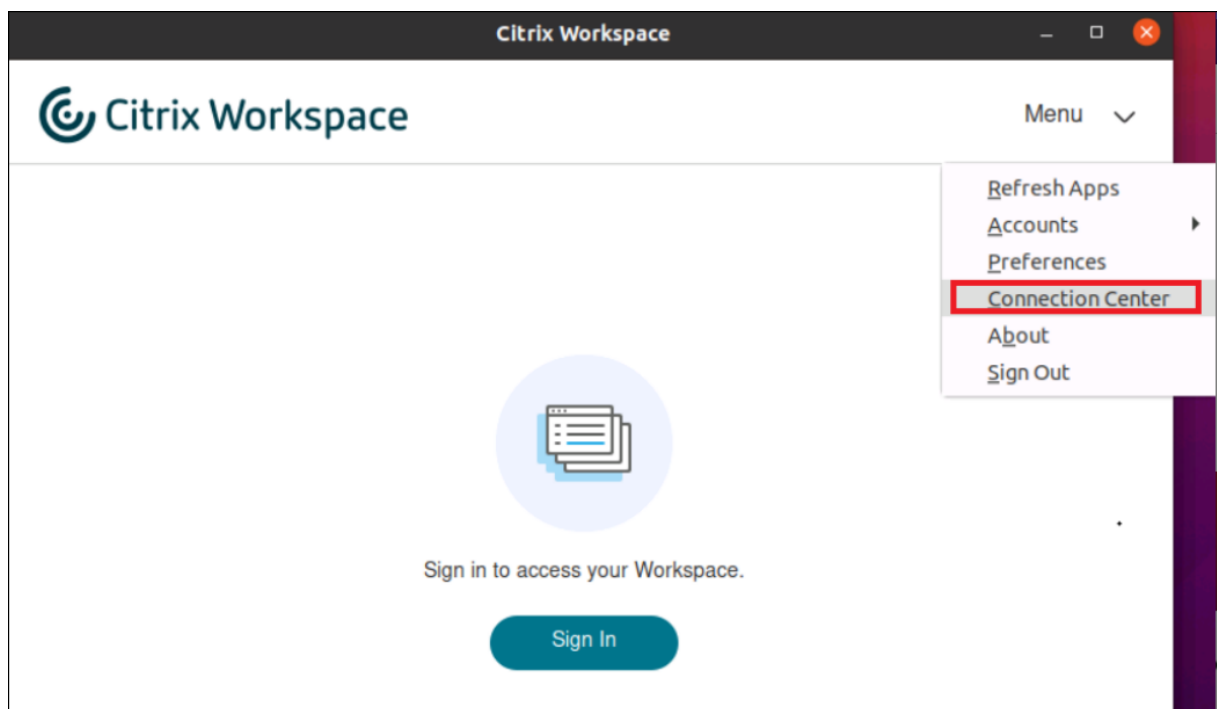 Citrix Workspace
Citrix Workspace
Menu
Refresh Apps
Accounts
Preferences
Connection Center
About
Sign Out
Sign in to access your Workspace.
Sign In